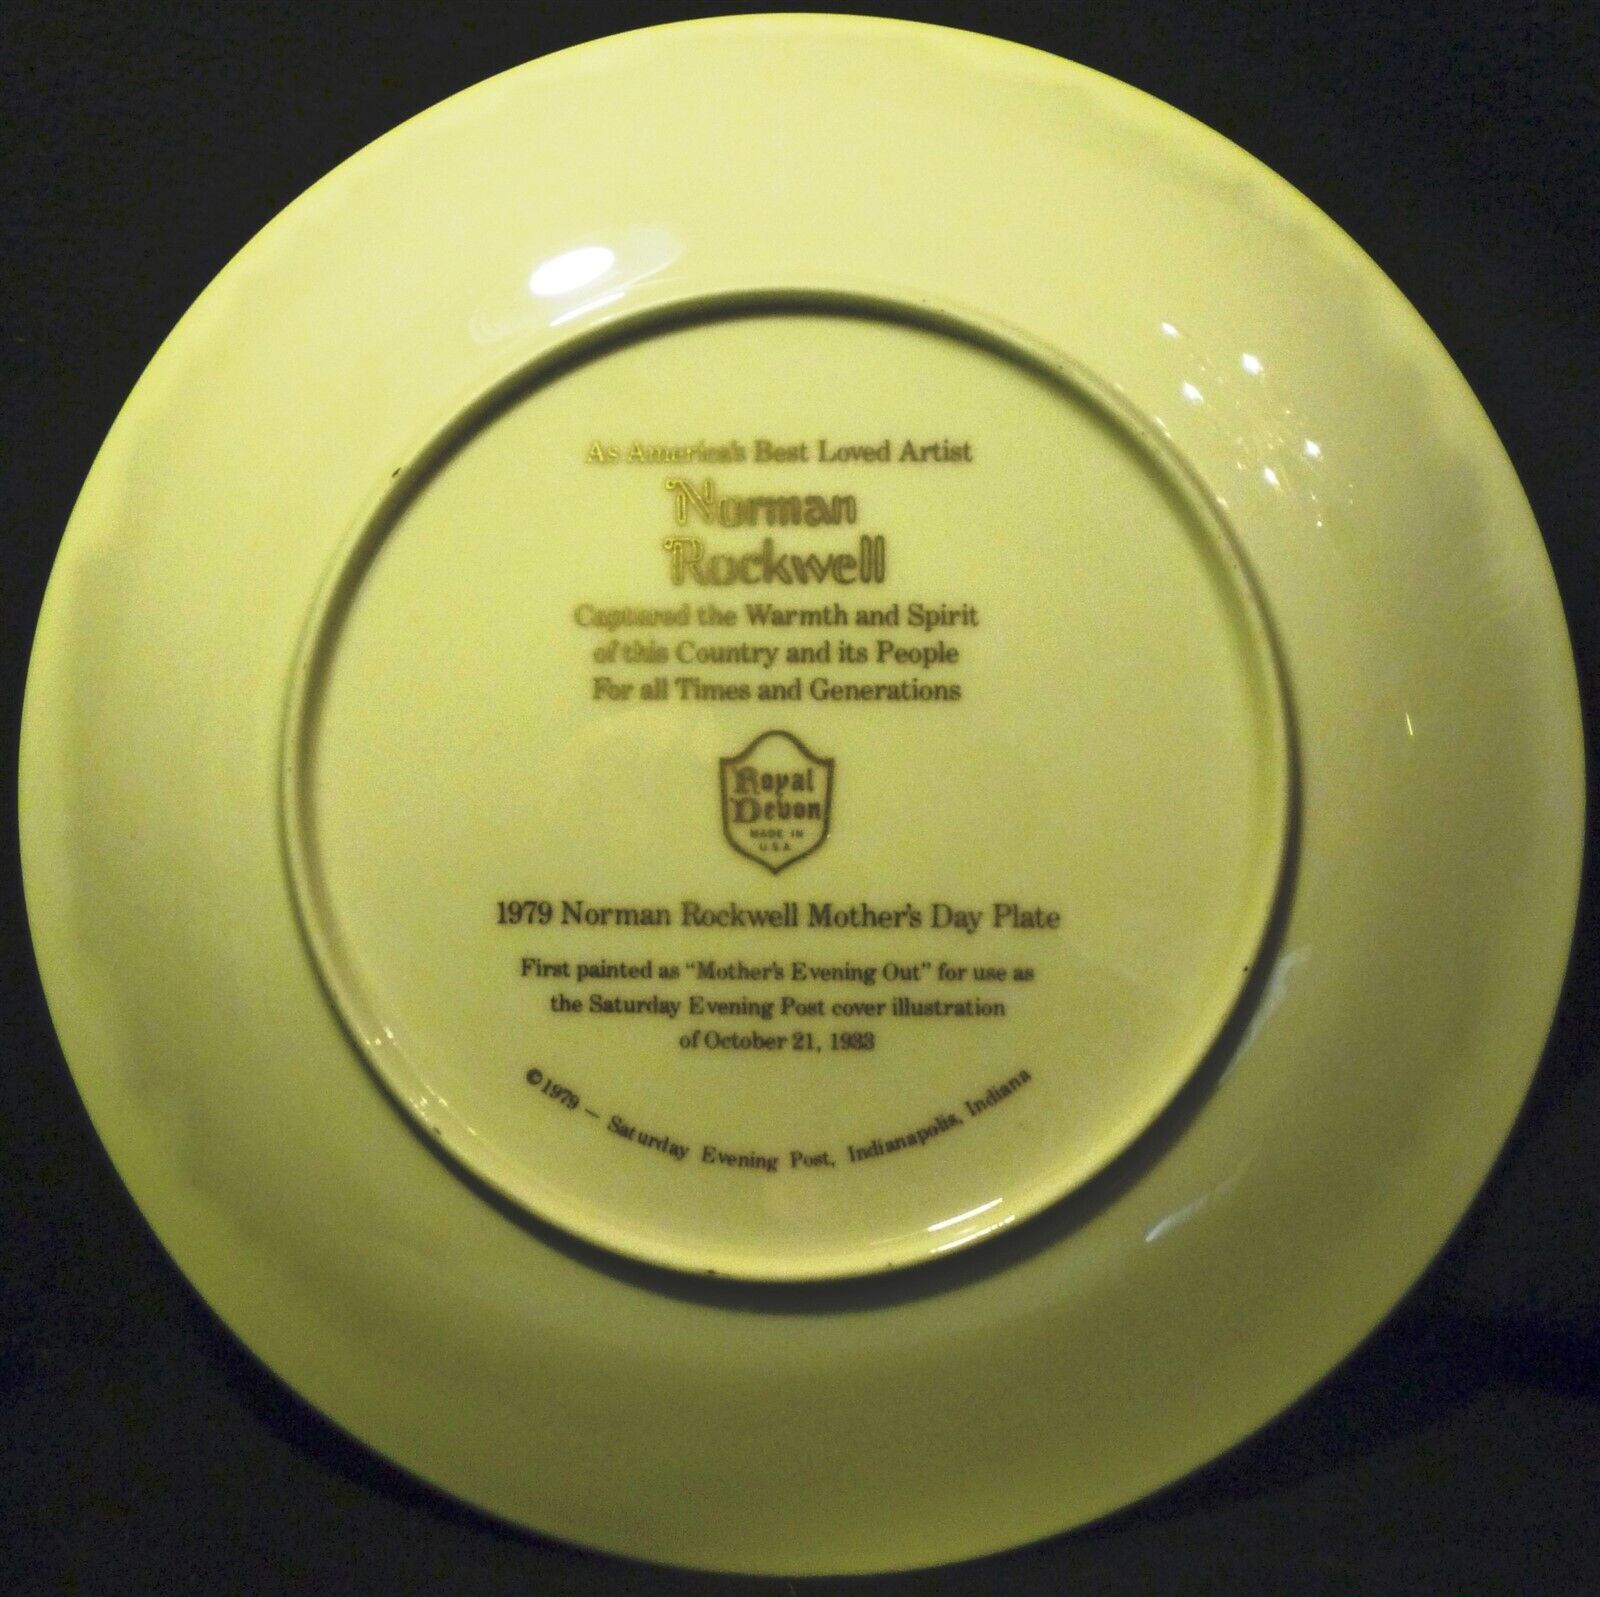 As America's Best Loved Artist
Norman
Rockwell
Captured the Warmth and Spirit
of this Country and its People
For all Times and Generations
Royal
Devon
MADE IN
U.S.A.
1979 Norman Rockwell Mother's Day Plate
First painted as "Mother's Evening Out" for use as
the Saturday Evening Post cover illustration
of October 21, 1933
©1979 — Saturday Evening Post, Indianapolis, Indiana